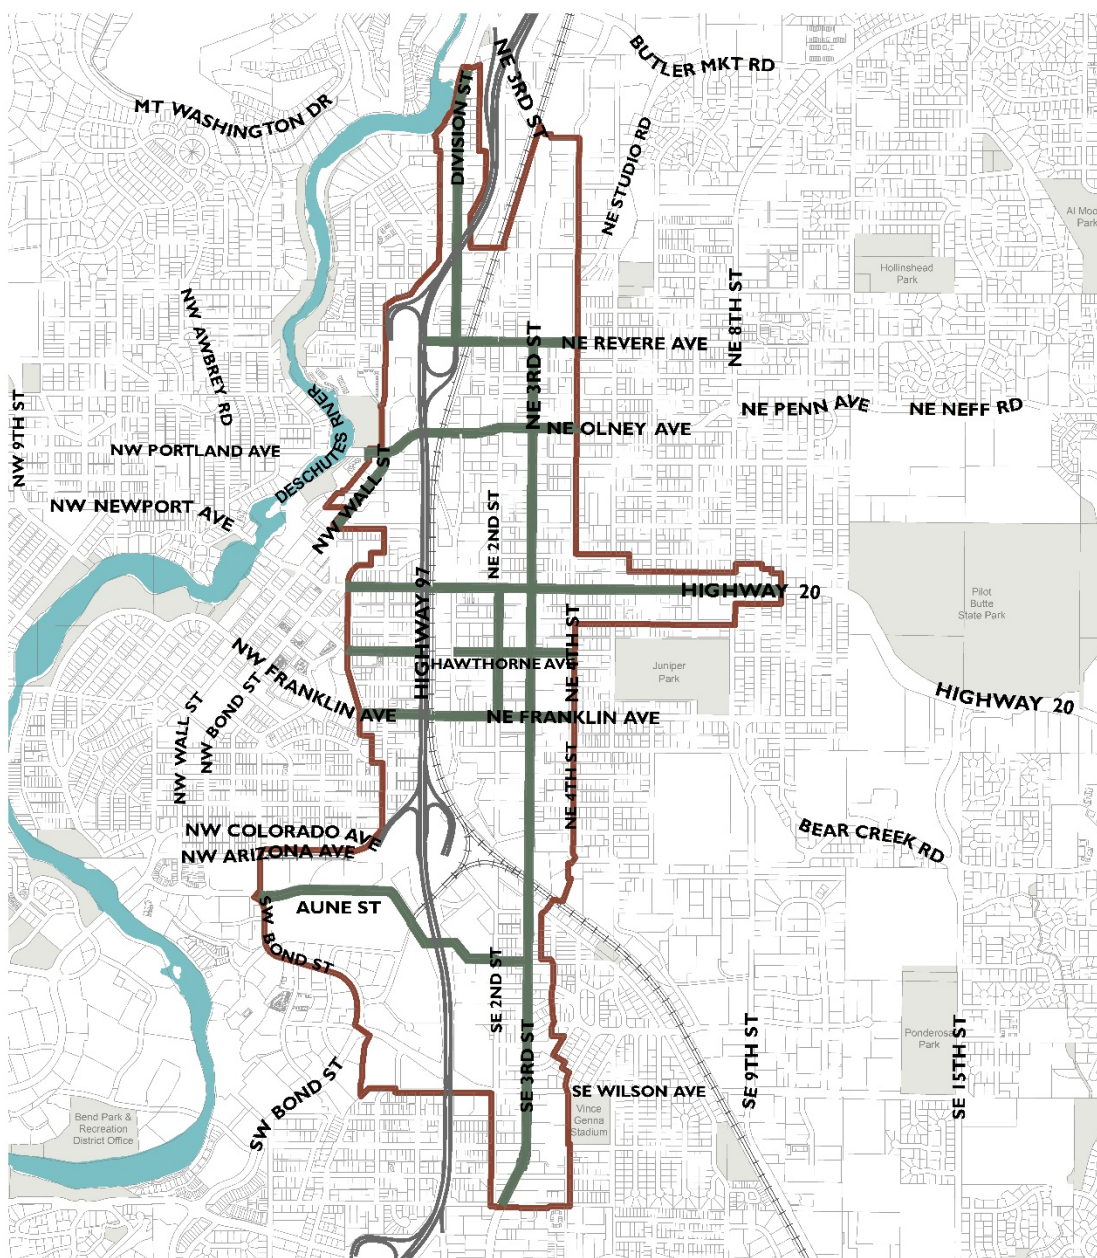 NE 3RD ST
BUTLER MKT RD
MT WASHINGTON DR
DIVISION ST
NE STUDIO RD
Al Moo
Park
Hollinshead
Park
NW AWBREY RD
NE 8TH ST
NE REVERE AVE
NE 3RD ST
NE PENN AVE
NE NEFF RD
NW 9TH ST
DESCHUTES RIVER
NE OLNEY AVE
NW PORTLAND AVE
NW WALL ST
NW NEWPORT AVE
NE 2ND ST
HIGHWAY 97
HIGHWAY 20
Pilot
Butte
State Park
NE 4TH ST
HAWTHORNE AVE
Juniper
Park
NW FRANKLIN AVE
NW WALL ST
NW BOND ST
NE FRANKLIN AVE
HIGHWAY 20
NE 4TH ST
NW COLORADO AVE
NW ARIZONA AVE
BEAR CREEK RD
AUNE ST
SW BOND ST
SE 2ND ST
SE 3RD ST
SE 9TH ST
Ponderosa
Park
SE 15TH ST
SE WILSON AVE
Vince
Genna
Stadium
SW BOND ST
Bend Park &
Recreation
District Office